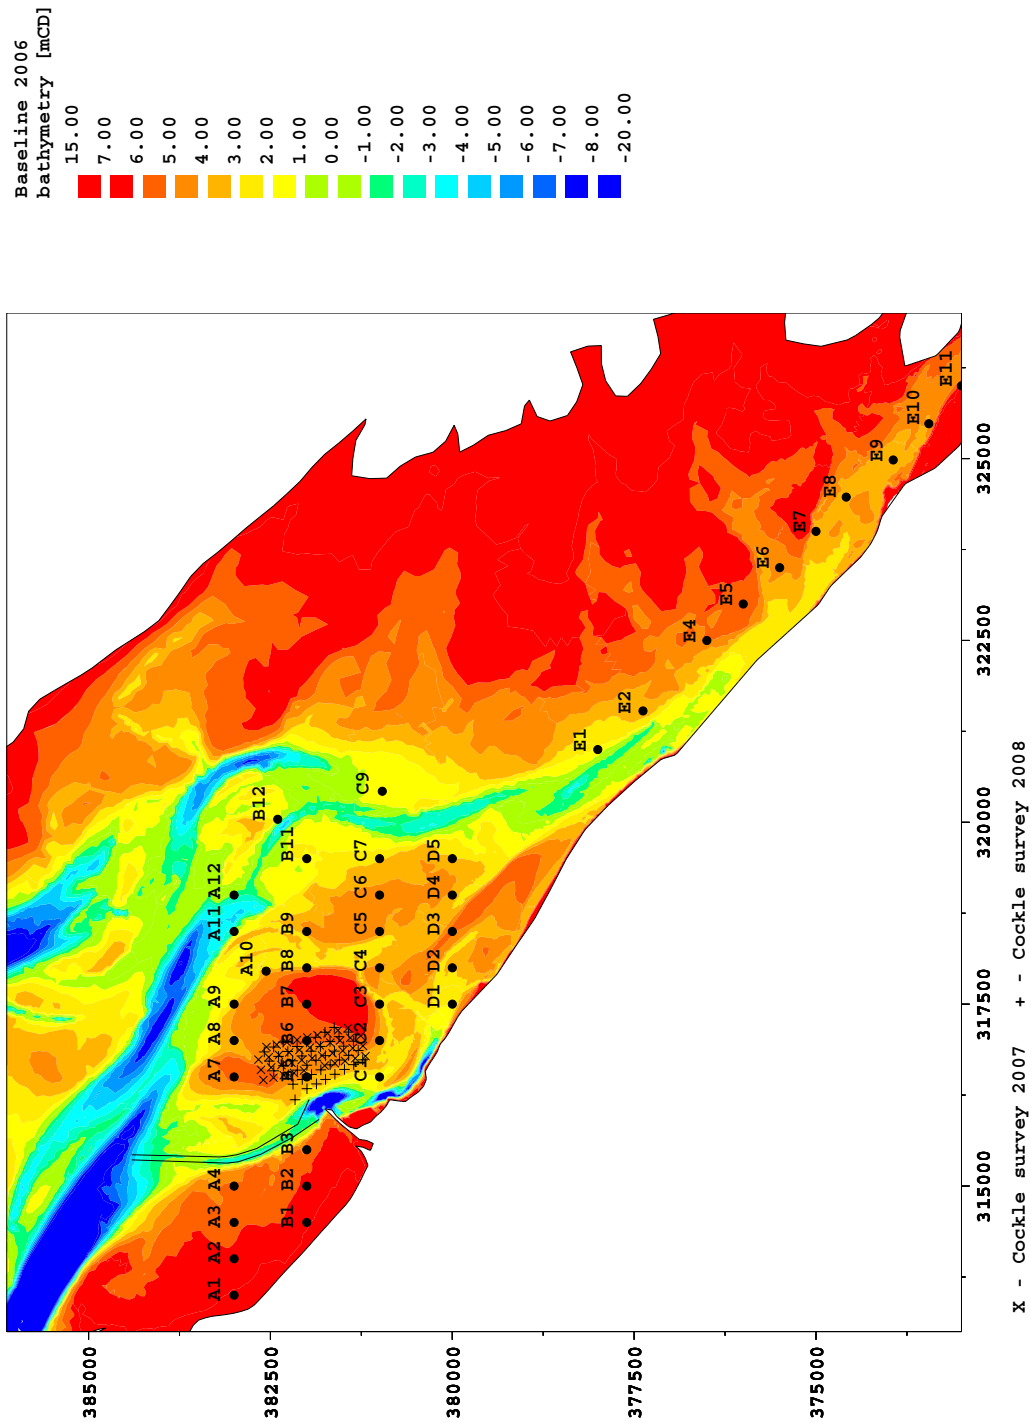 Baseline 2006
bathymetry [mCD]
15.00
7.00
6.00
5.00
4.00
3.00
2.00
1.00
0.00
-1.00
-2.00
-3.00
-4.00
-5.00
-6.00
-7.00
-8.00
-20.00
385000
382500
380000
377500
375000
315000
317500
320000
322500
325000
A1
A2
A3
A4
A7
A8
A9
A10
A11
A12
B1
B2
B3
B5
B6
B7
B8
B9
B11
B12
C1
C2
C3
C4
C5
C6
C7
C9
D1
D2
D3
D4
D5
E1
E2
E4
E5
E6
E7
E8
E9
E10
E11
X - Cockle survey 2007 + - Cockle survey 2008